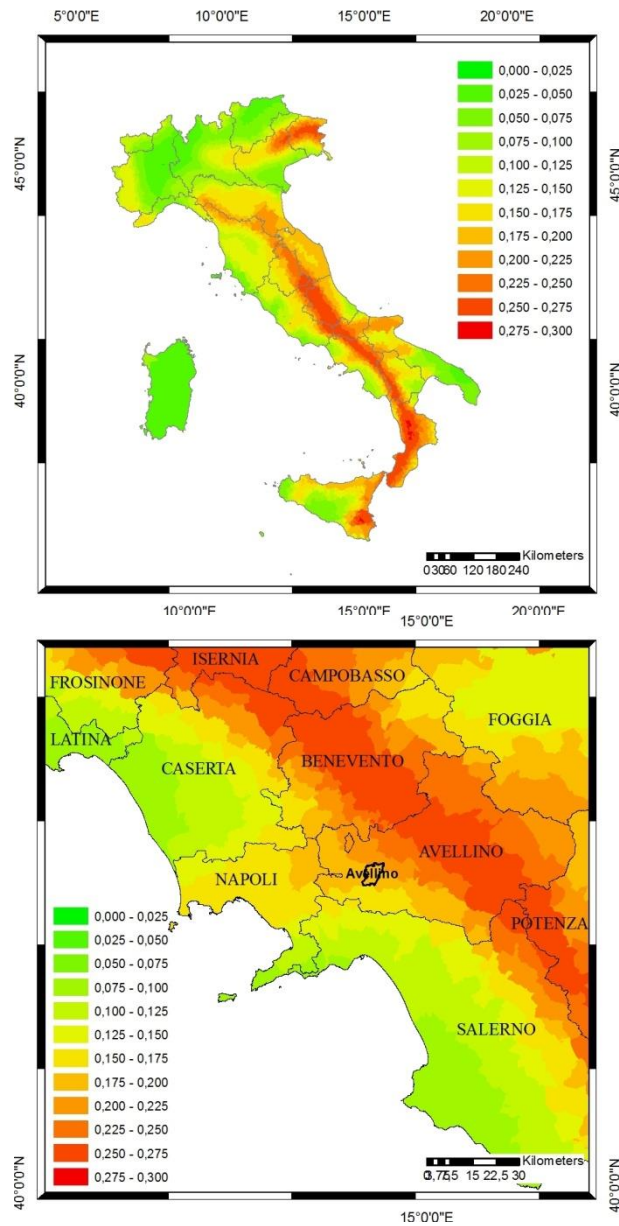 5°0'0"E 10°0'0"E 15°0'0"E 20°0'0"E
45°0'0"N
40°0'0"N
45°0'0"N
40°0'0"N
0,000 - 0,025
0,025 - 0,050
0,050 - 0,075
0,075 - 0,100
0,100 - 0,125
0,125 - 0,150
0,150 - 0,175
0,175 - 0,200
0,200 - 0,225
0,225 - 0,250
0,250 - 0,275
0,275 - 0,300
Kilometers
03060 120 180 240
10°0'0"E 15°0'0"E 20°0'0"E
ISERNIA
FROSINONE
CAMPOBASSO
FOGGIA
LATINA
CASERTA
BENEVENTO
AVELLINO
Avellino
NAPOLI
POTENZA
SALERNO
0,000 - 0,025
0,025 - 0,050
0,050 - 0,075
0,075 - 0,100
0,100 - 0,125
0,125 - 0,150
0,150 - 0,175
0,175 - 0,200
0,200 - 0,225
0,225 - 0,250
0,250 - 0,275
0,275 - 0,300
Kilometers
15 22,5 30
40°0'0"N
40°0'0"N
15°0'0"E